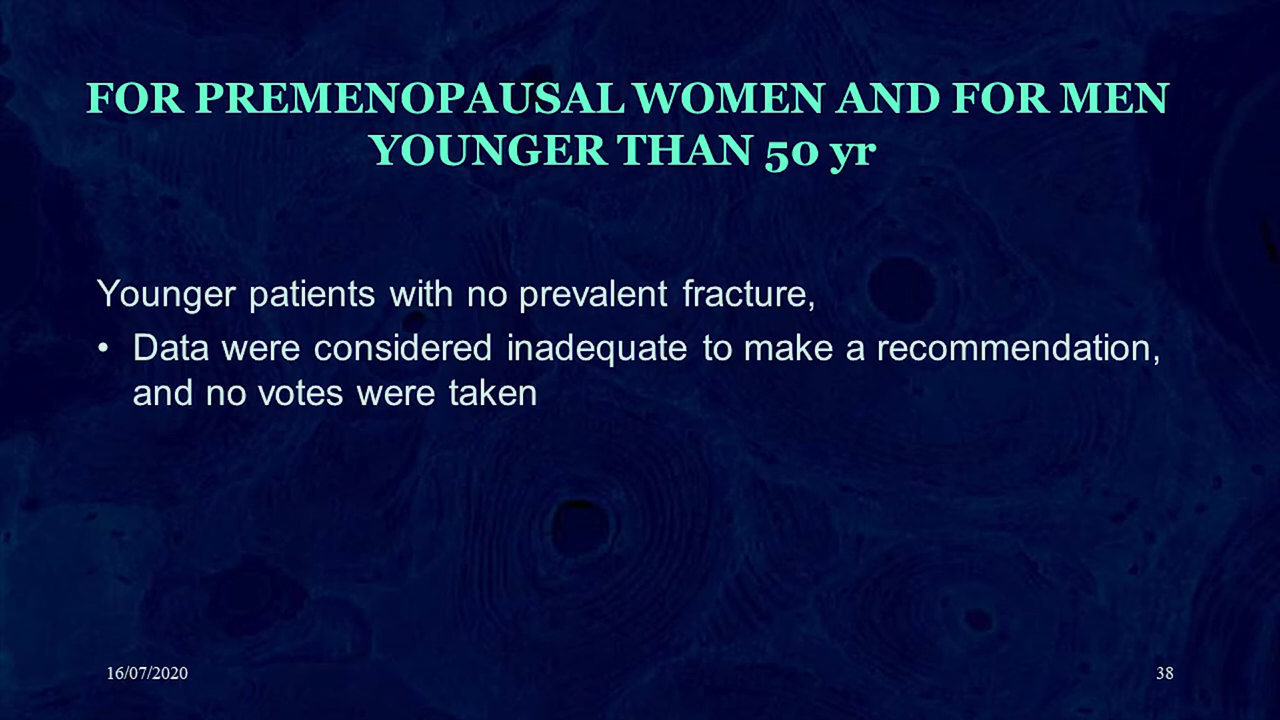 FOR PREMENOPAUSAL WOMEN AND FOR MEN
YOUNGER THAN 50 yr
Younger patients with no prevalent fracture,
• Data were considered inadequate to make a recommendation,
and no votes were taken
16/07/2020
38